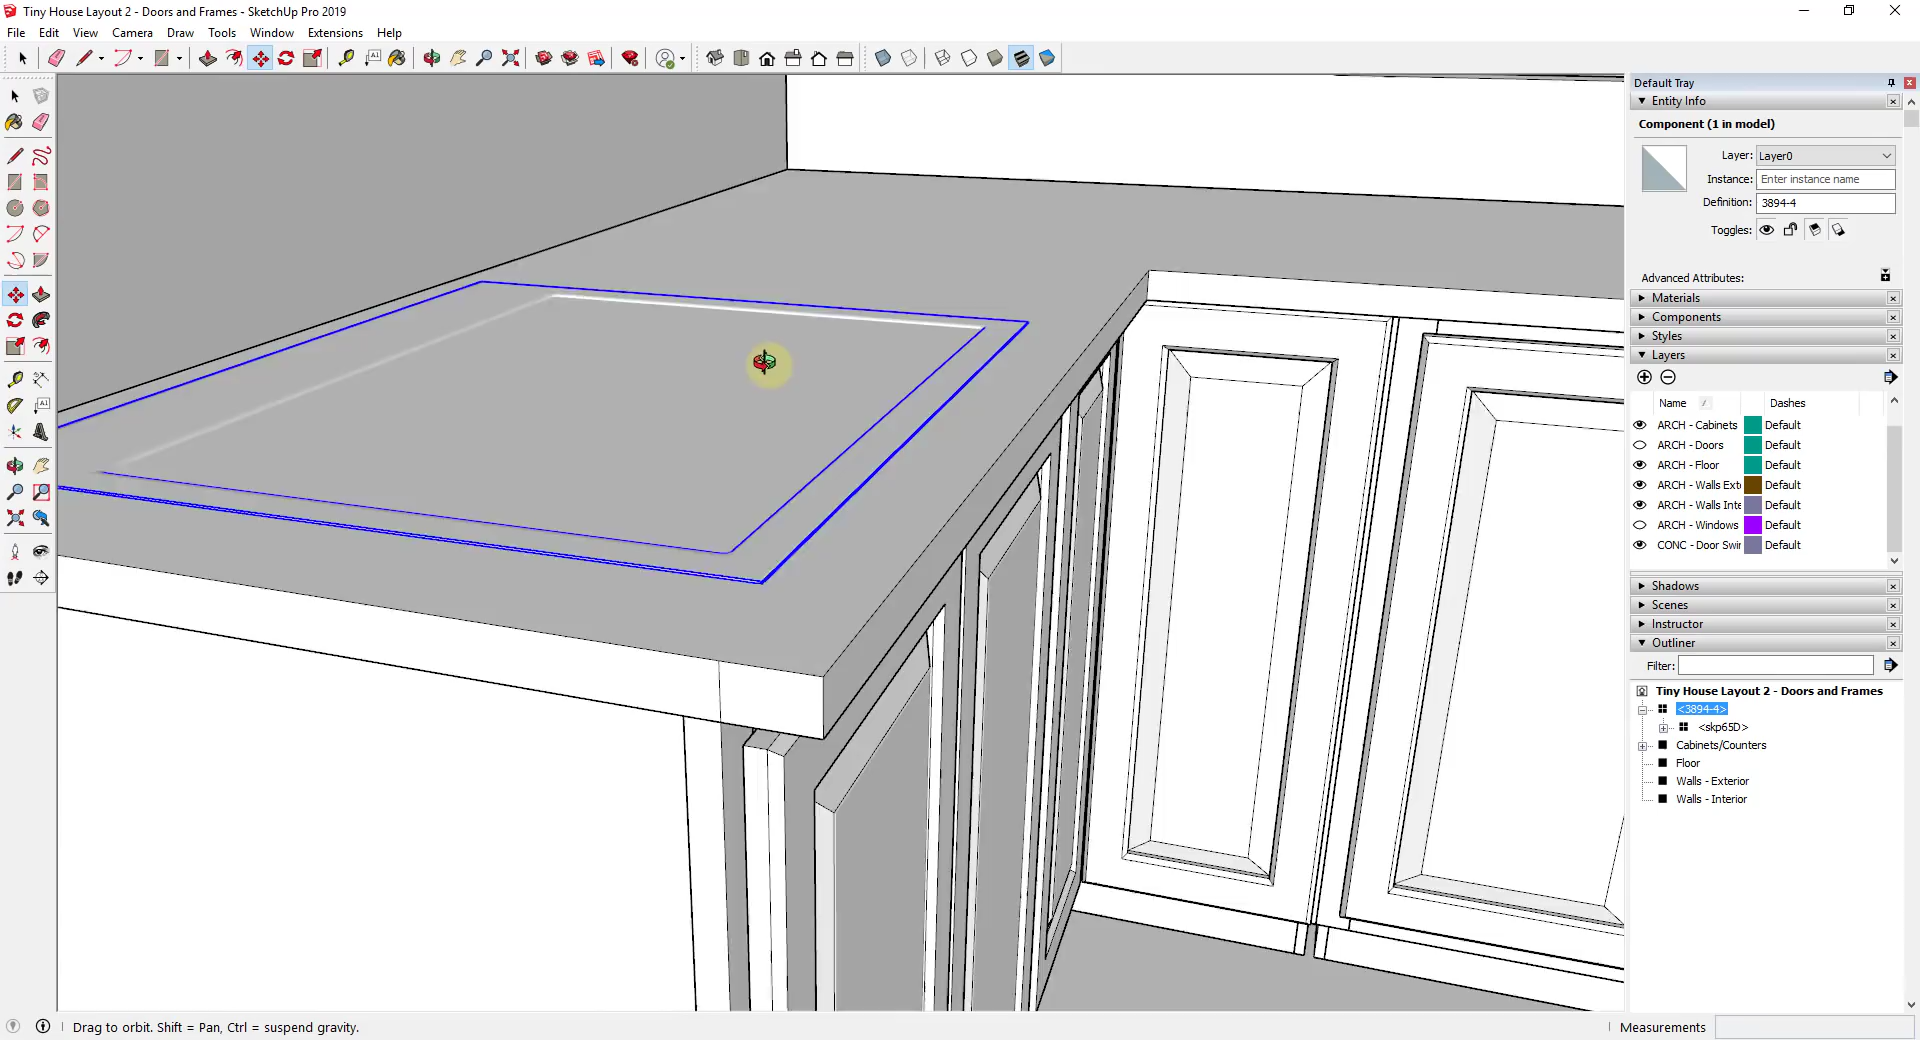 Tiny House Layout 2 - Doors and Frames - SketchUp Pro 2019
File Edit View Camera Draw Tools Window Extensions Help
Default Tray
Entity Info
Component (1 in model)
Layer: Layer0
Instance: Enter instance name
Definition: 3894-4
Toggles:
Advanced Attributes:
Materials
Components
Styles
Layers
Name Dashes
ARCH - Cabinets Default
ARCH - Doors Default
ARCH - Floor Default
ARCH - Walls Exte Default
ARCH - Walls Inte Default
ARCH - Windows Default
CONC - Door Swin Default
Shadows
Scenes
Instructor
Outliner
Filter:
Tiny House Layout 2 - Doors and Frames
<3894-4>
<skp65D>
Cabinets/Counters
Floor
Walls - Exterior
Walls - Interior
Drag to orbit. Shift = Pan, Ctrl = suspend gravity.
Measurements